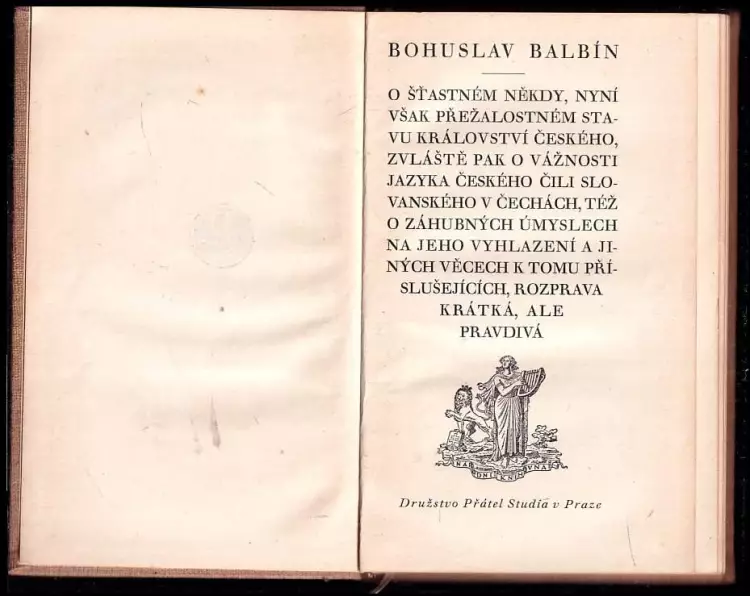 BOHUSLAV BALBÍN
O ŠŤASTNÉM NĚKDY, NYNÍ
VŠAK PŘEŽALOSTNÉM STA-
VU KRÁLOVSTVÍ ČESKÉHO,
ZVLÁŠTĚ PAK O VÁŽNOSTI
JAZYKA ČESKÉHO ČILI SLO-
VANSKÉHO V ČECHÁCH, TÉŽ
O ZÁHUBNÝCH ÚMYSLECH
NA JEHO VYHLAZENÍ A JI-
NÝCH VĚCECH K TOMU PŘÍ-
SLUŠEJÍCÍCH, ROZPRAVA
KRÁTKÁ, ALE
PRAVDIVÁ
NÁRODNÍ KNIHOVNA
Družstvo Přátel Studia v Praze